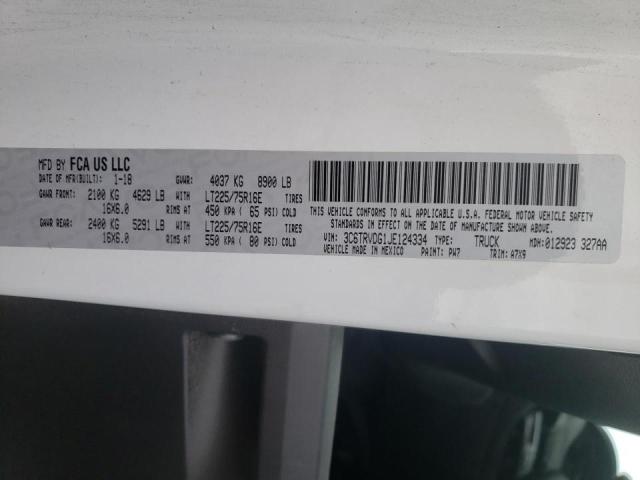 MFD BY FCA US LLC
DATE OF MFR(BUILT): 1-18 GVWR: 4037 KG 8900 LB
GAWR FRONT: 2100 KG 4629 LB WITH LT225/75R16E TIRES
16X6.0 RIMS AT 450 KPA ( 65 PSI) COLD
GAWR REAR: 2400 KG 5291 LB WITH LT225/75R16E TIRES
16X6.0 RIMS AT 550 KPA ( 80 PSI) COLD
THIS VEHICLE CONFORMS TO ALL APPLICABLE U.S.A. FEDERAL MOTOR VEHICLE SAFETY
STANDARDS IN EFFECT ON THE DATE OF MANUFACTURE SHOWN ABOVE.
VIN: 3C6TRVDG1JE124334 TYPE: TRUCK MDH: 012923 327AA
VEHICLE MADE IN MEXICO PAINT: PW7 TRIM: A7X9